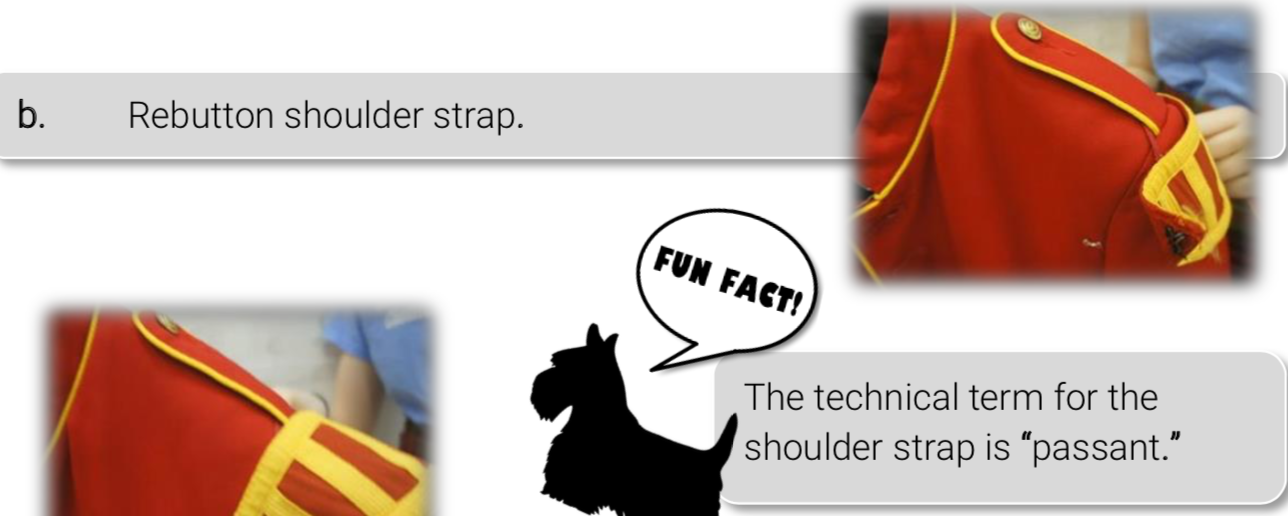 b. Rebutton shoulder strap.
FUN FACT!
The technical term for the
shoulder strap is “passant.”